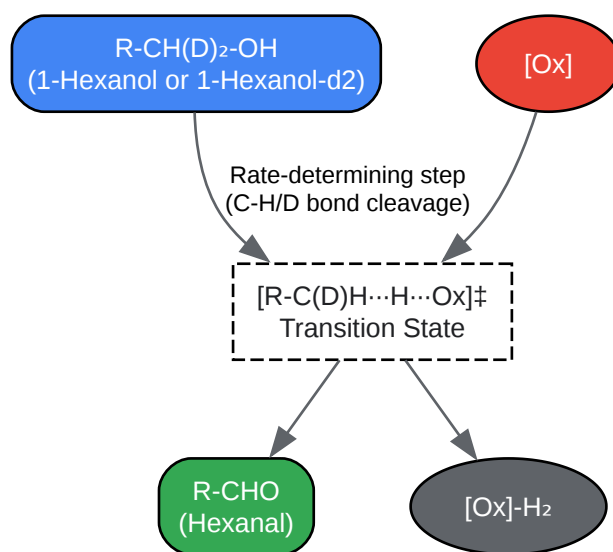 R-CH(D)₂-OH
(1-Hexanol or 1-Hexanol-d2)
[Ox]
Rate-determining step
(C-H/D bond cleavage)
[R-C(D)H···H···Ox]‡
Transition State
R-CHO
(Hexanal)
[Ox]-H₂